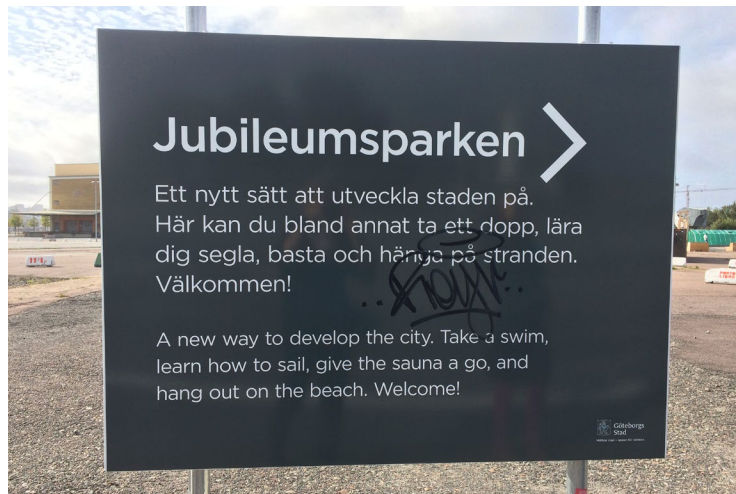 Jubileumsparken
Ett nytt sätt att utveckla staden på.
Här kan du bland annat ta ett dopp, lära
dig segla, basta och hänga på stranden.
Välkommen!
A new way to develop the city. Take a swim,
learn how to sail, give the sauna a go, and
hang out on the beach. Welcome!
Göteborgs
Stad